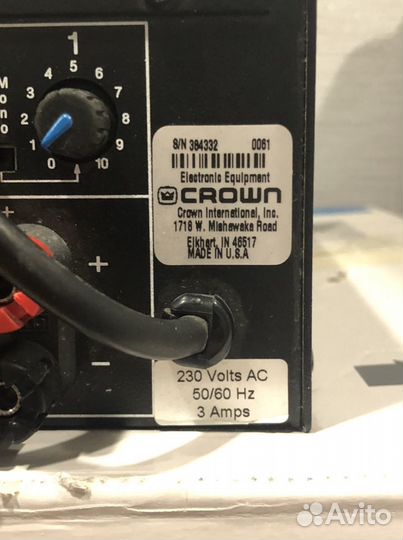 1
0 1 2 3 4 5 6 7 8 9 10
Mono
S/N 384332 0061
Electronic Equipment
CROWN
Crown International, Inc.
1718 W. Mishawaka Road
Elkhart, IN 46517
MADE IN U.S.A
+
+
−
230 Volts AC
50/60 Hz
3 Amps
Avito